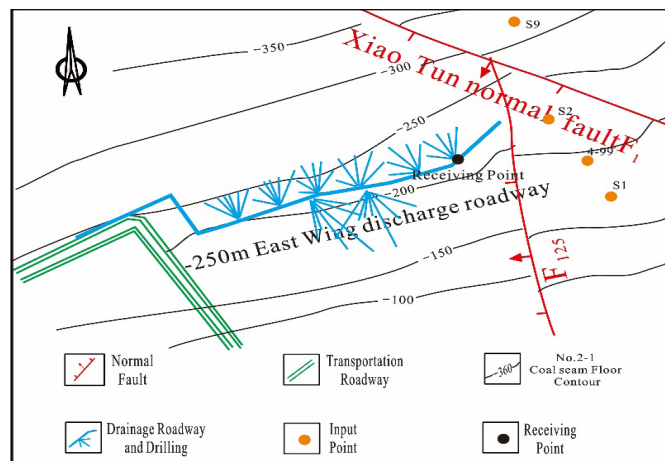 S9
-350
Xiao Tun normal fault F1
-300
-250
S2
4-99
Receiving Point
-200
S1
-250m East Wing discharge roadway
-150
F125
-100
Normal
Fault
Transportation
Roadway
-360
No.2-1
Coal seam Floor
Contour
Drainage Roadway
and Drilling
Input
Point
Receiving
Point